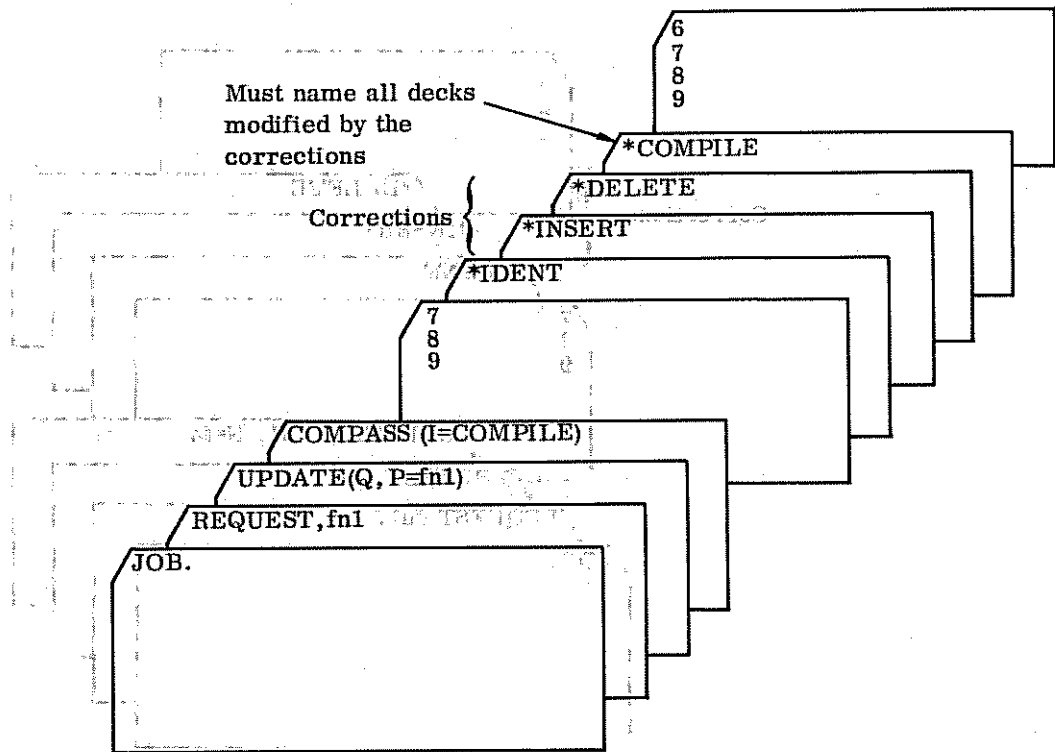 6
7
8
9
Must name all decks
modified by the
corrections
*COMPILE
*DELETE
Corrections
*INSERT
*IDENT
7
8
9
COMPASS (I=COMPILE)
UPDATE(Q, P=fn1)
REQUEST,fn1
JOB.